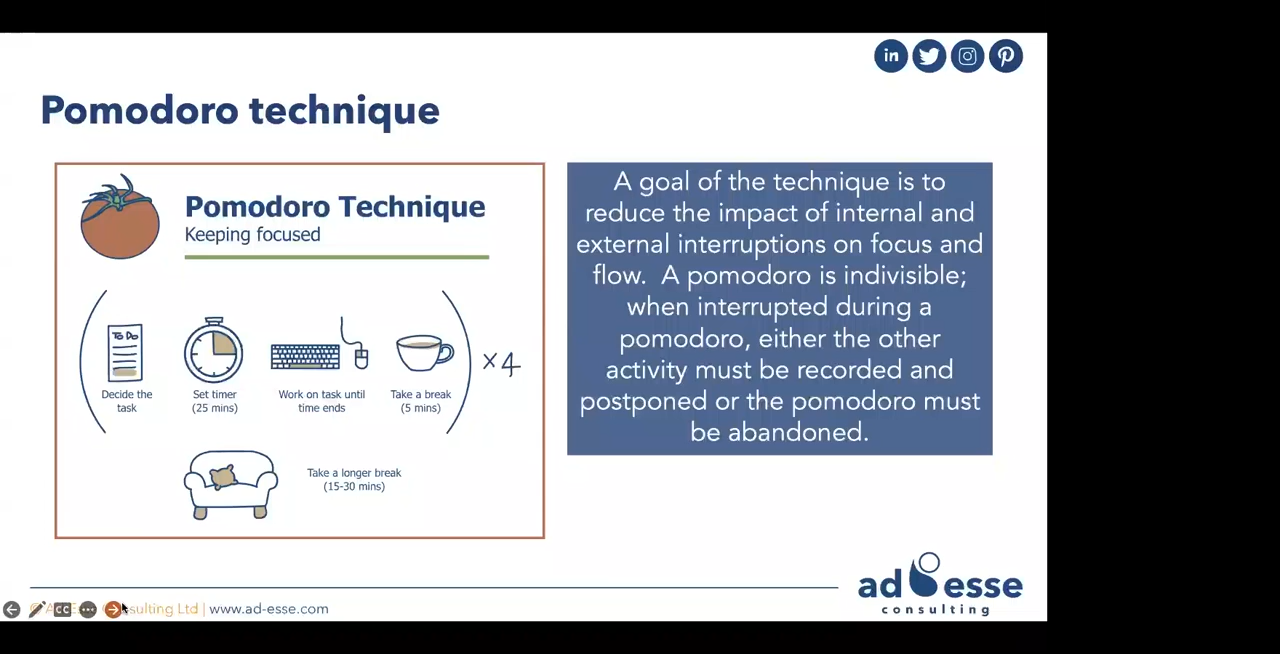 in
Pomodoro technique
Pomodoro Technique
Keeping focused
To Do
×4
Decide the
task
Set timer
(25 mins)
Work on task until
time ends
Take a break
(5 mins)
Take a longer break
(15-30 mins)
A goal of the technique is to
reduce the impact of internal and
external interruptions on focus and
flow.  A pomodoro is indivisible;
when interrupted during a
pomodoro, either the other
activity must be recorded and
postponed or the pomodoro must
be abandoned.
CC
sulting Ltd | www.ad-esse.com
ad esse
consulting